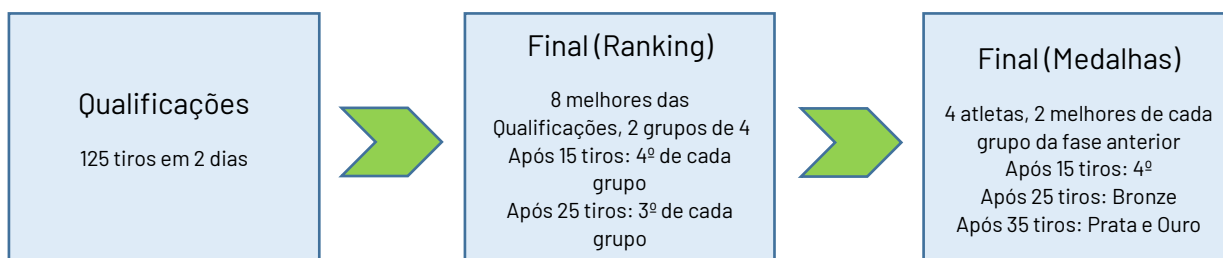 Qualificações
125 tiros em 2 dias
Final (Ranking)
8 melhores das
Qualificações, 2 grupos de 4
Após 15 tiros: 4º de cada
grupo
Após 25 tiros: 3º de cada
grupo
Final (Medalhas)
4 atletas, 2 melhores de cada
grupo da fase anterior
Após 15 tiros: 4º
Após 25 tiros: Bronze
Após 35 tiros: Prata e Ouro